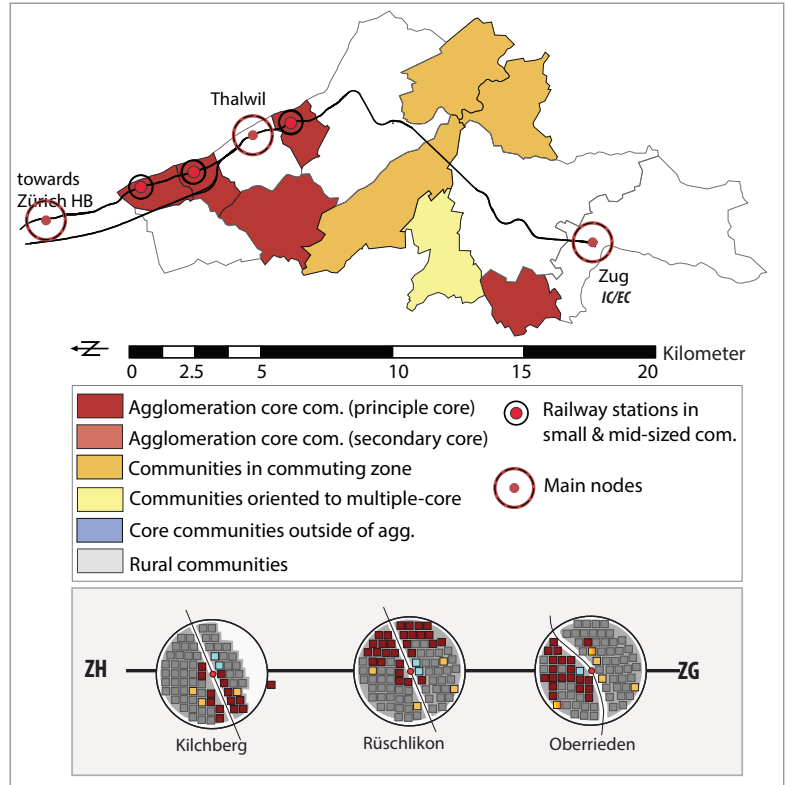 Thalwil
towards
Zürich HB
Zug
IC/EC
Z
Kilometer
0 2.5 5 10 15 20
Agglomeration core com. (principle core)
Agglomeration core com. (secondary core)
Communities in commuting zone
Communities oriented to multiple-core
Core communities outside of agg.
Rural communities
Railway stations in
small & mid-sized com.
Main nodes
ZH
ZG
Kilchberg
Rüschlikon
Oberrieden